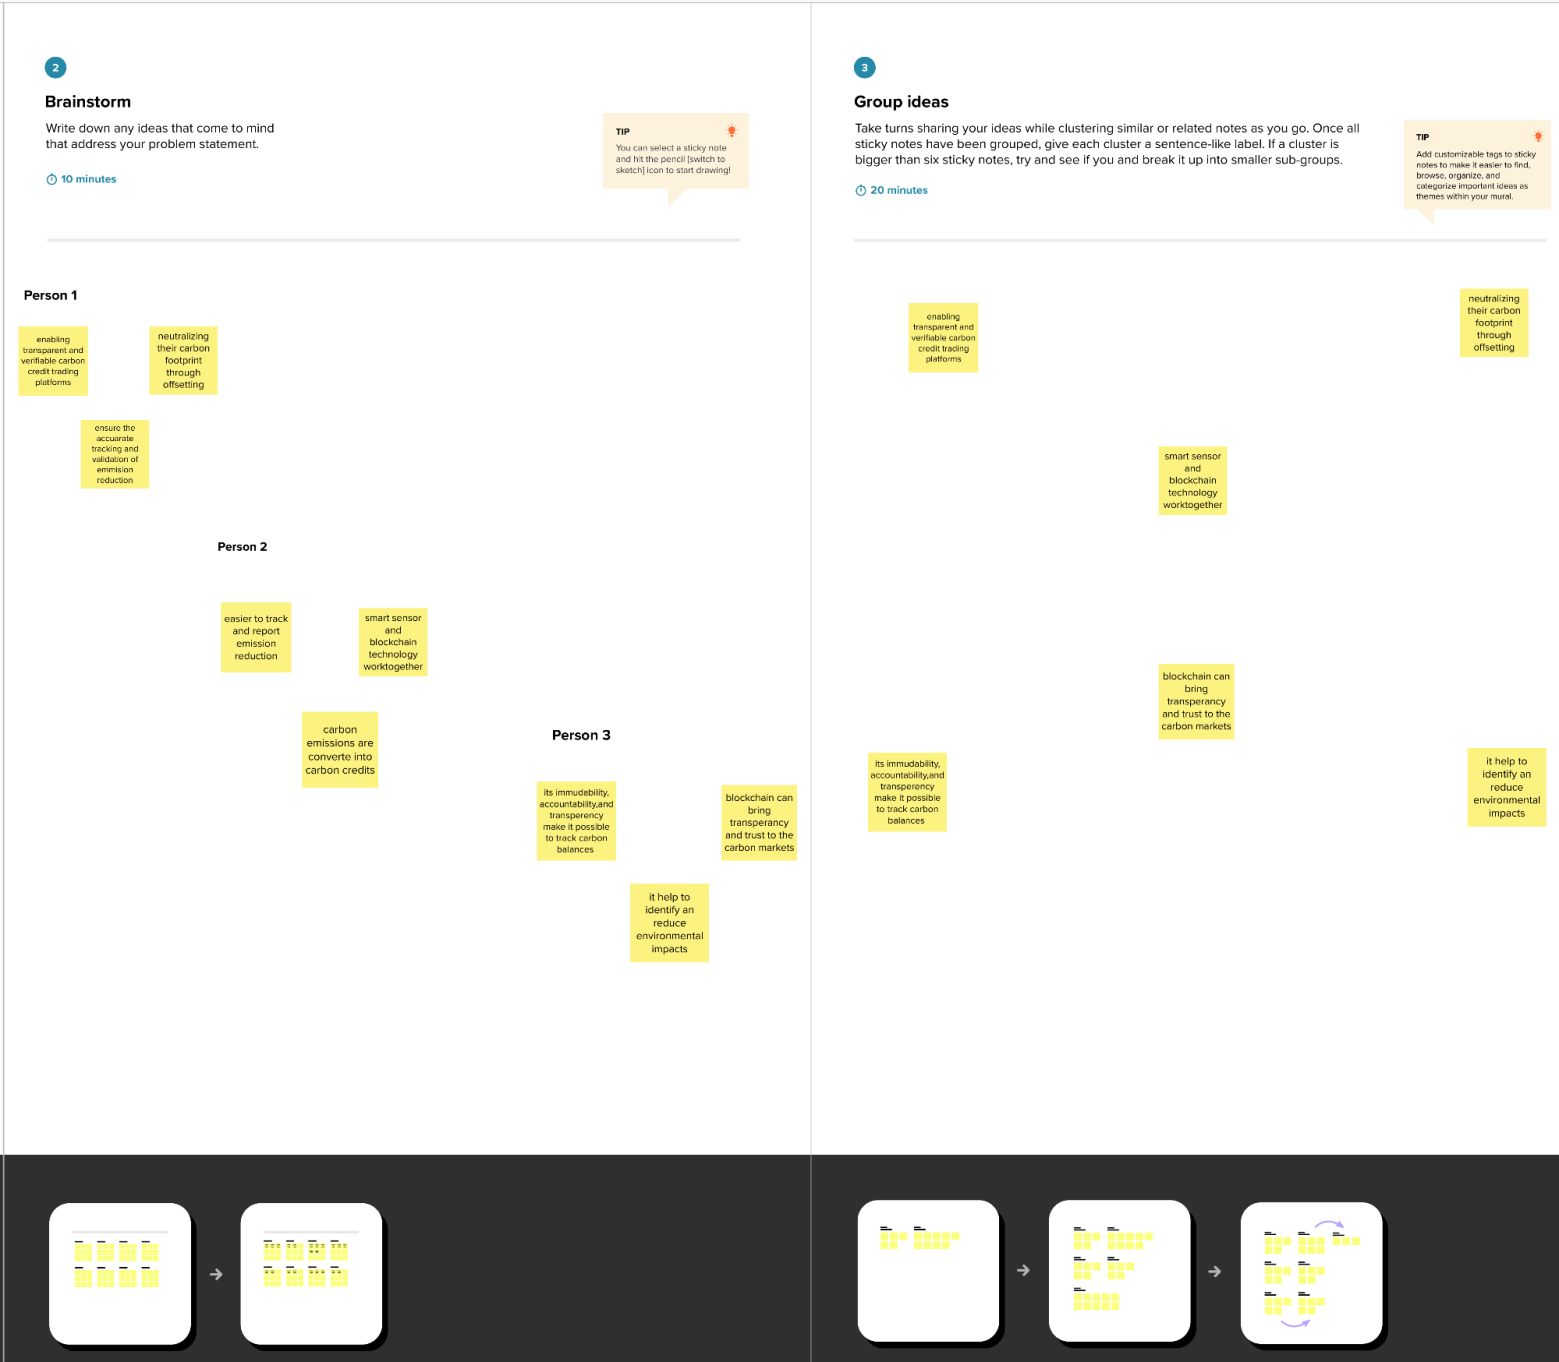 2
Brainstorm
Write down any ideas that come to mind
that address your problem statement.
10 minutes
TIP
You can select a sticky note
and hit the pencil [switch to
sketch] icon to start drawing!
Person 1
enabling
transparent and
verifiable carbon
credit trading
platforms
neutralizing
their carbon
footprint
through
offsetting
ensure the
accuarate
tracking and
validation of
emmision
reduction
Person 2
easier to track
and report
emission
reduction
smart sensor
and
blockchain
technology
worktogether
carbon
emissions are
converte into
carbon credits
Person 3
its immudability,
accountability,and
transperency
make it possible
to track carbon
balances
blockchain can
bring
transperancy
and trust to the
carbon markets
it help to
identify an
reduce
environmental
impacts
3
Group ideas
Take turns sharing your ideas while clustering similar or related notes as you go. Once all
sticky notes have been grouped, give each cluster a sentence-like label. If a cluster is
bigger than six sticky notes, try and see if you and break it up into smaller sub-groups.
20 minutes
TIP
Add customizable tags to sticky
notes to make it easier to find,
browse, organize, and
categorize important ideas as
themes within your mural.
enabling
transparent and
verifiable carbon
credit trading
platforms
neutralizing
their carbon
footprint
through
offsetting
smart sensor
and
blockchain
technology
worktogether
blockchain can
bring
transperancy
and trust to the
carbon markets
its immudability,
accountability,and
transperency
make it possible
to track carbon
balances
it help to
identify an
reduce
environmental
impacts